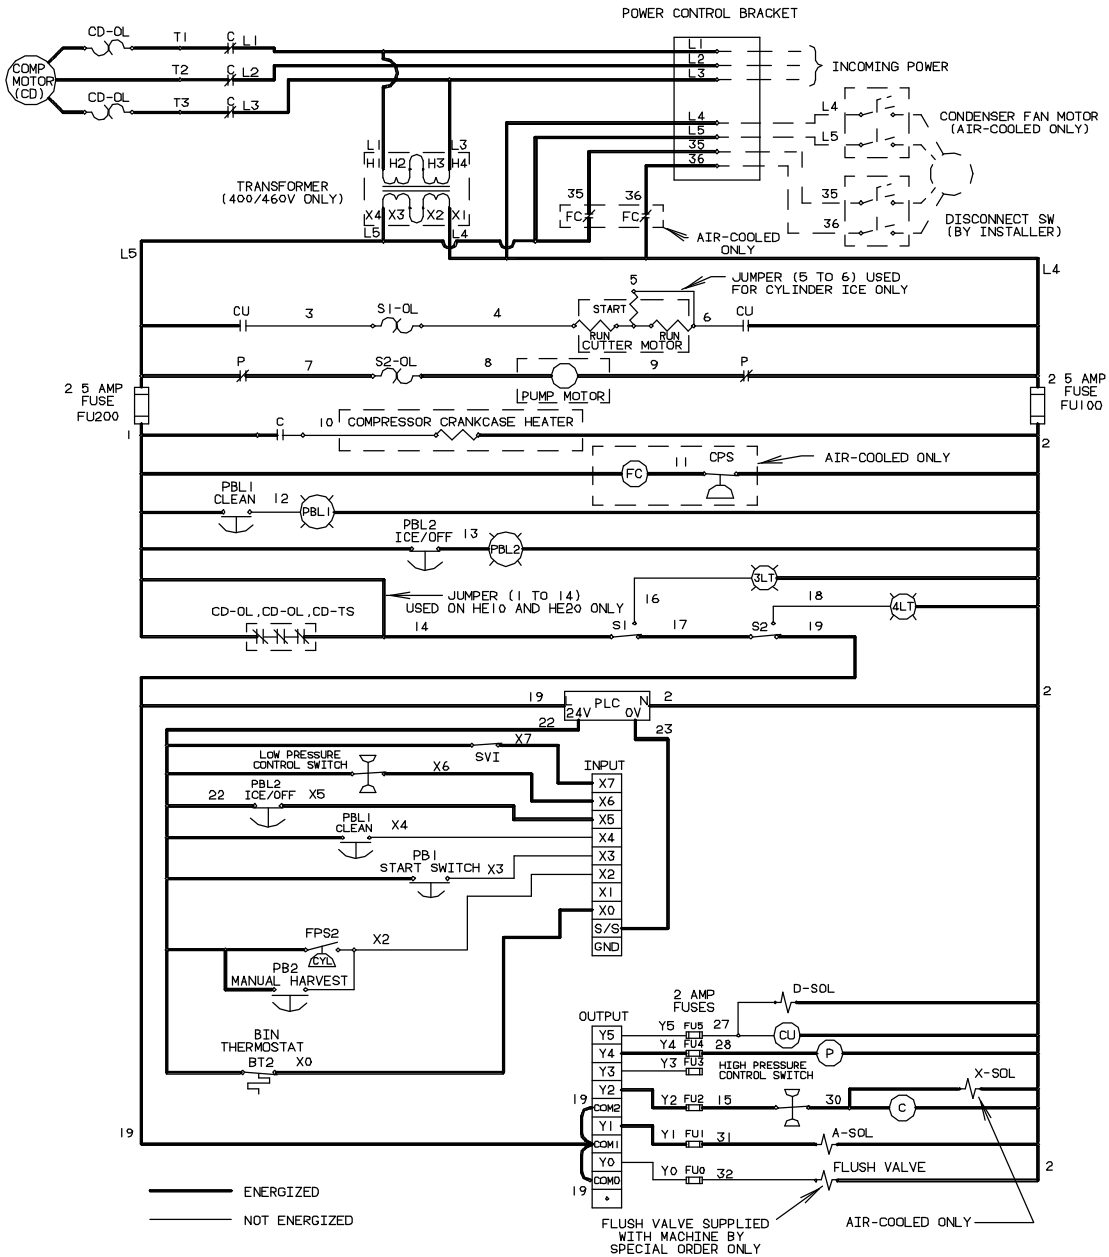 POWER CONTROL BRACKET
CD-OL
T1
C
L1
COMP
MOTOR
(CD)
T2
C
L2
CD-OL
T3
C
L3
L1
L2
L3
INCOMING POWER
L4
L5
35
36
L4
L5
CONDENSER FAN MOTOR
(AIR-COOLED ONLY)
35
36
DISCONNECT SW
(BY INSTALLER)
L1
L3
H1
H2
H3
H4
TRANSFORMER
(400/460V ONLY)
X4
X3
X2
X1
L5
L4
35
36
FC
FC
AIR-COOLED
ONLY
L5
L4
JUMPER (5 TO 6) USED
FOR CYLINDER ICE ONLY
CU
3
S1-OL
4
START
5
RUN
RUN
CUTTER MOTOR
6
CU
P
7
S2-OL
8
PUMP MOTOR
9
P
2 5 AMP
FUSE
FU200
2 5 AMP
FUSE
FU100
1
C
10
COMPRESSOR CRANKCASE HEATER
2
FC
11
CPS
AIR-COOLED ONLY
PBL1
CLEAN
12
PBL1
PBL2
ICE/OFF
13
PBL2
JUMPER (1 TO 14)
USED ON HE10 AND HE20 ONLY
16
3LT
18
4LT
CD-OL,CD-OL,CD-TS
14
S1
17
S2
19
19
L
PLC
N
24V
0V
2
2
22
23
X7
SV1
INPUT
LOW PRESSURE
CONTROL SWITCH
X6
PBL2
ICE/OFF
22
X5
PBL1
CLEAN
X4
PB1
START SWITCH
X3
X7
X6
X5
X4
X3
X2
X1
X0
S/S
GND
FPS2
CYL
X2
PB2
MANUAL HARVEST
BIN
THERMOSTAT
BT2
X0
OUTPUT
2 AMP
FUSES
D-SOL
Y5
Y5
FU5
27
CU
Y4
Y4
FU4
28
P
Y3
Y3
FU3
HIGH PRESSURE
CONTROL SWITCH
X-SOL
Y2
Y2
FU2
15
30
C
19
COM2
Y1
Y1
FU1
31
A-SOL
19
COM1
Y0
Y0
FU0
32
FLUSH VALVE
2
COM0
19
ENERGIZED
NOT ENERGIZED
FLUSH VALVE SUPPLIED
WITH MACHINE BY
SPECIAL ORDER ONLY
AIR-COOLED ONLY